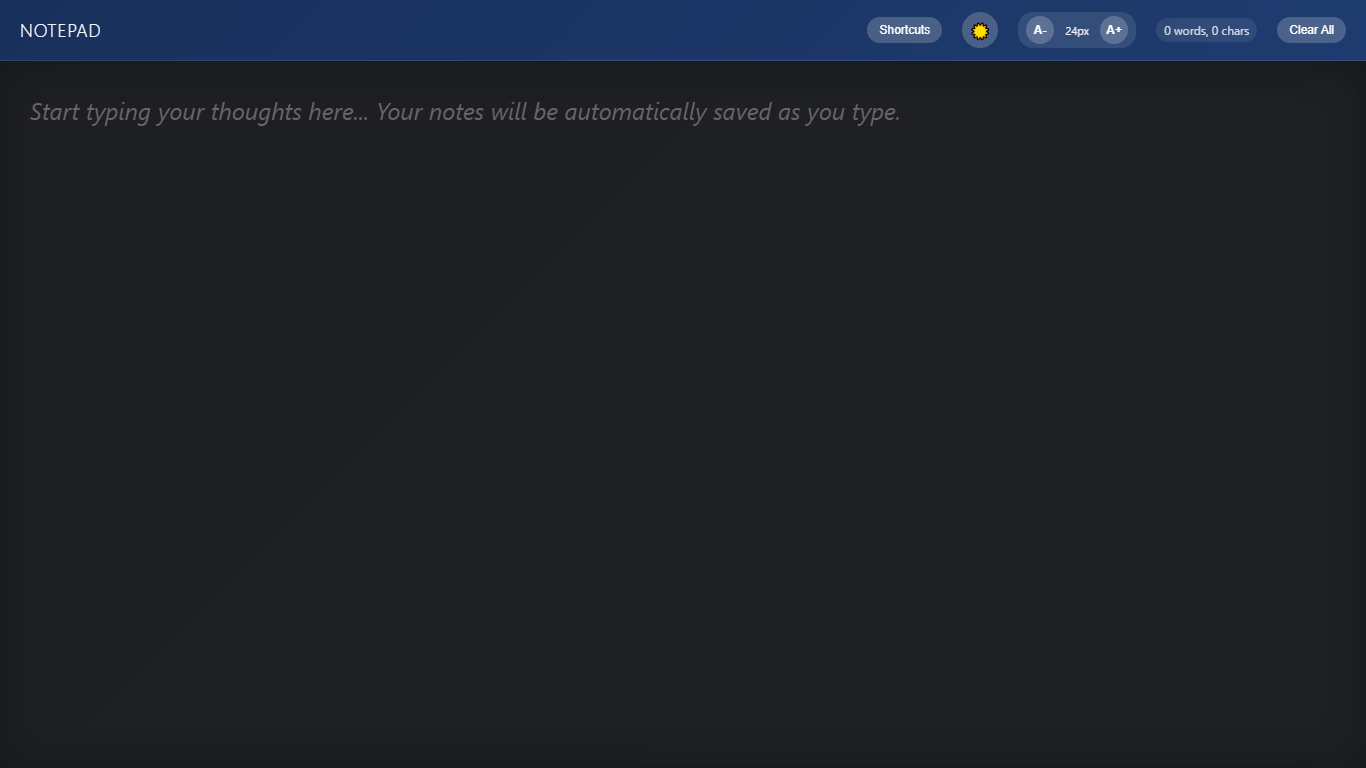 NOTEPAD
Shortcuts
A- 24px A+
0 words, 0 chars
Clear All
Start typing your thoughts here... Your notes will be automatically saved as you type.